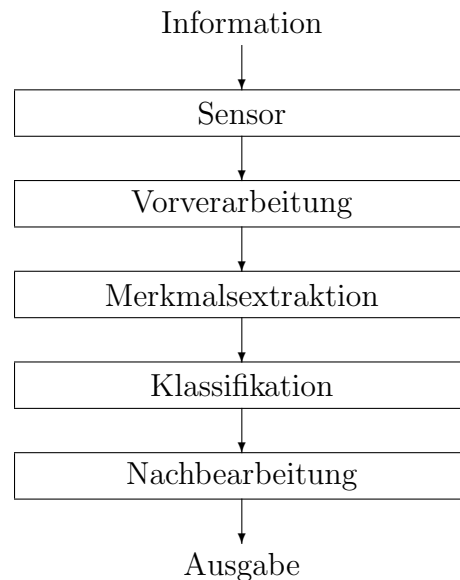 Information
Sensor
Vorverarbeitung
Merkmalsextraktion
Klassifikation
Nachbearbeitung
Ausgabe